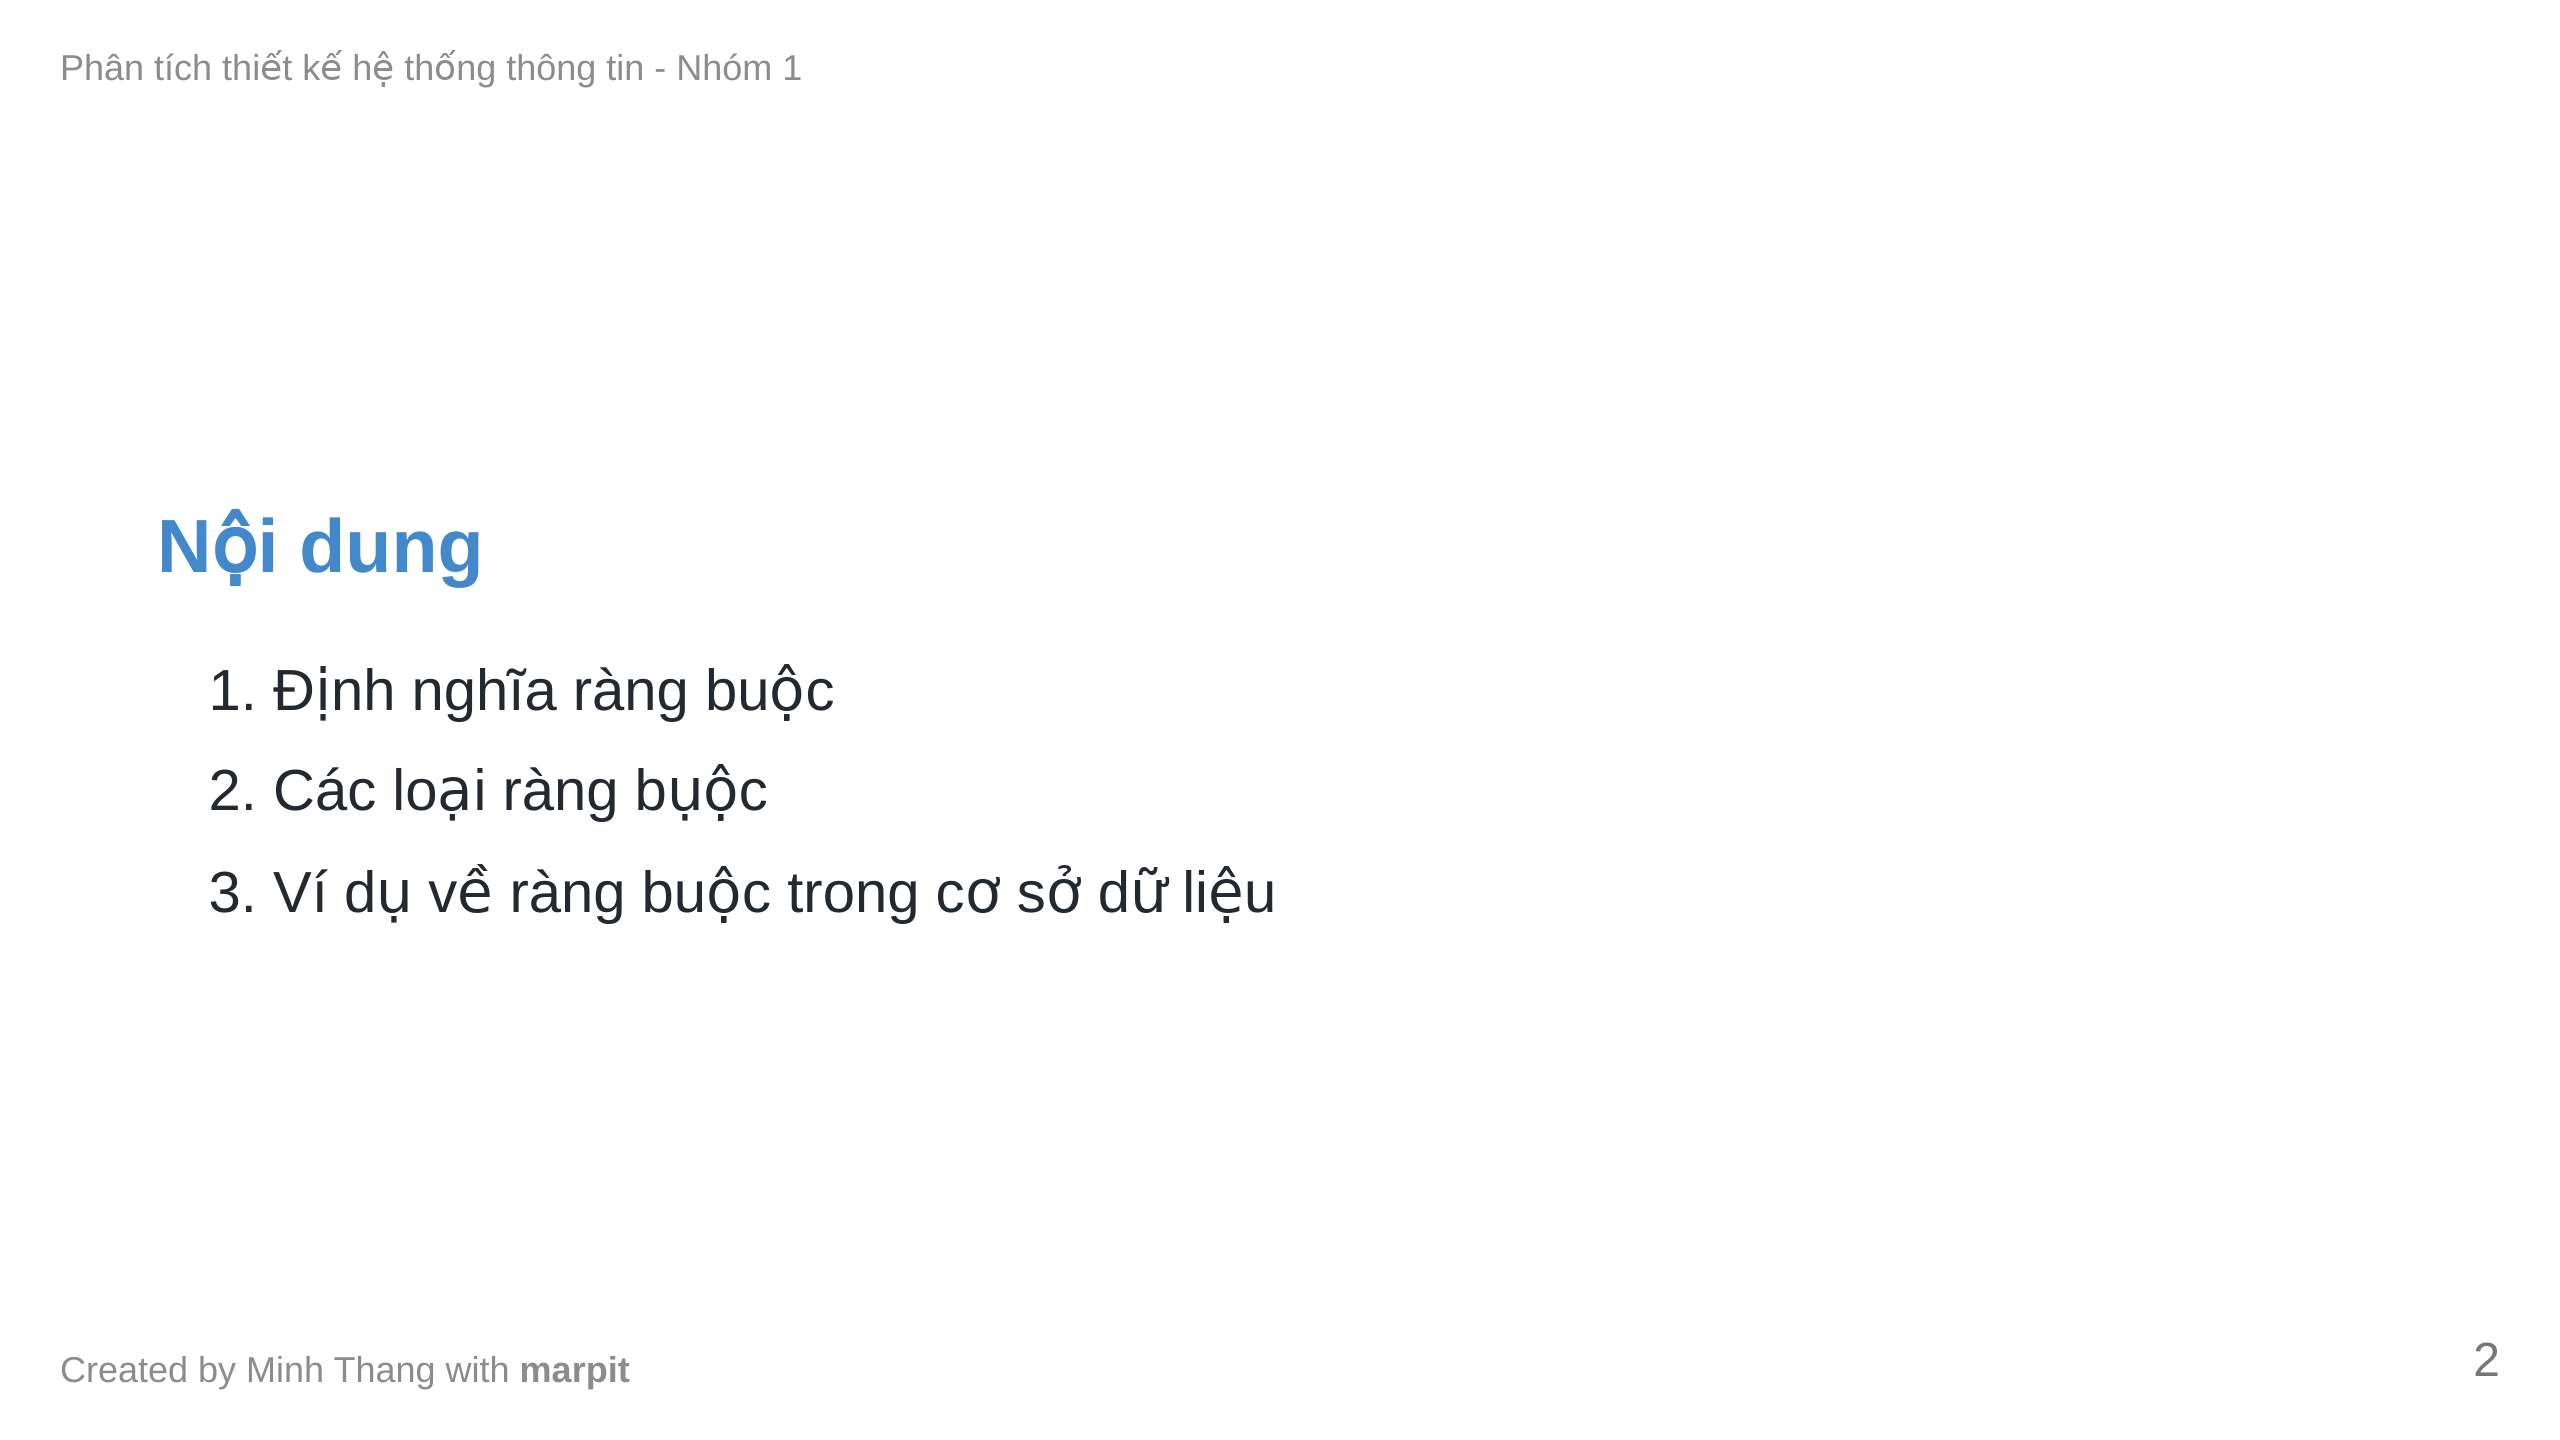 Phân tích thiết kế hệ thống thông tin - Nhóm 1
Nội dung
1. Định nghĩa ràng buộc
2. Các loại ràng bụộc
3. Ví dụ về ràng buộc trong cơ sở dữ liệu
Created by Minh Thang with marpit
2